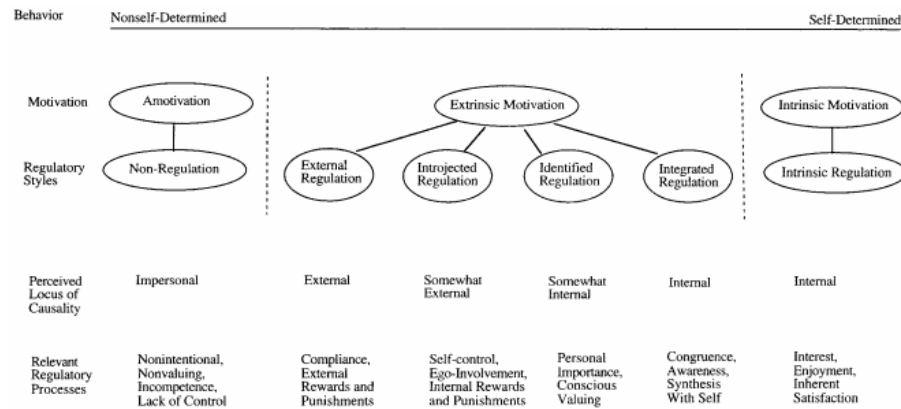 Behavior Nonself-Determined Self-Determined
Motivation Amotivation Extrinsic Motivation Intrinsic Motivation
Regulatory
Styles
Non-Regulation
External
Regulation
Introjected
Regulation
Identified
Regulation
Integrated
Regulation
Intrinsic Regulation
Perceived
Locus of
Causality
Impersonal
External
Somewhat
External
Somewhat
Internal
Internal
Internal
Relevant
Regulatory
Processes
Nonintentional,
Nonvaluing,
Incompetence,
Lack of Control
Compliance,
External
Rewards and
Punishments
Self-control,
Ego-Involvement,
Internal Rewards
and Punishments
Personal
Importance,
Conscious
Valuing
Congruence,
Awareness,
Synthesis
With Self
Interest,
Enjoyment,
Inherent
Satisfaction